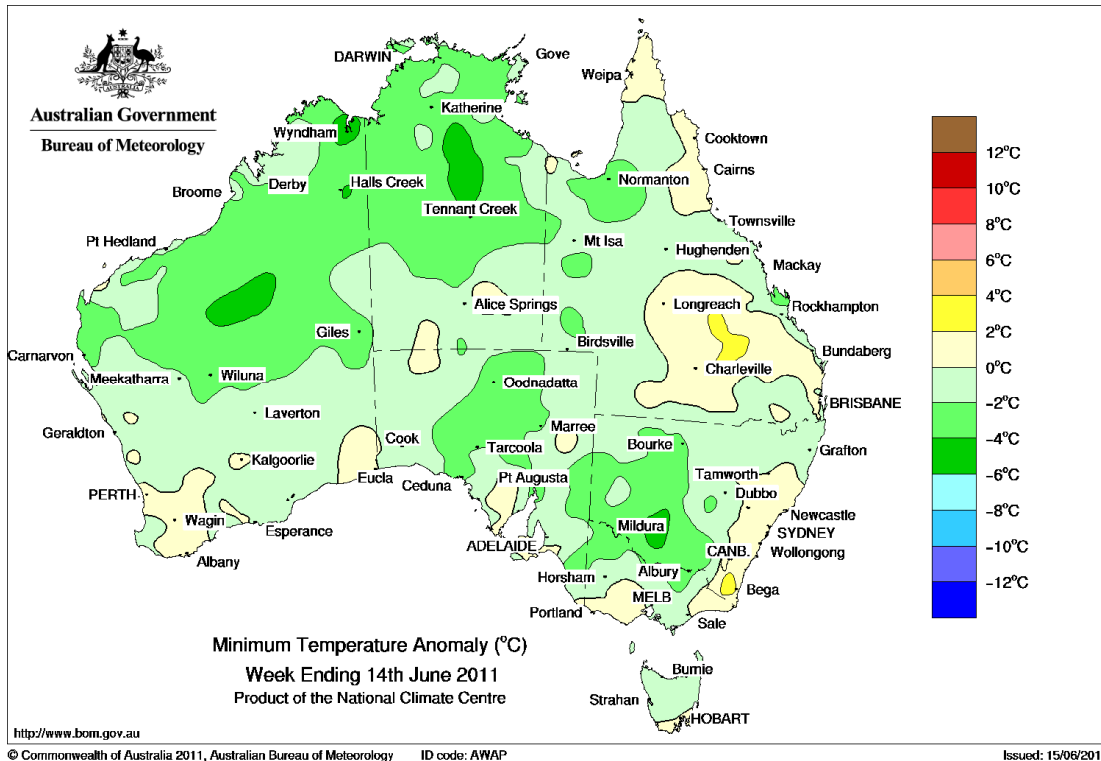 Australian Government
Bureau of Meteorology
DARWIN
Gove
Weipa
Katherine
Wyndham
Cooktown
Cairns
Broome
Derby
Halls Creek
Normanton
Tennant Creek
Townsville
Pt Hedland
Mt Isa
Hughenden
Mackay
Alice Springs
Longreach
Rockhampton
Giles
Birdsville
Bundaberg
Carnarvon
Meekatharra
Wiluna
Oodnadatta
Charleville
BRISBANE
Laverton
Marree
Geraldton
Cook
Tarcoola
Bourke
Grafton
Kalgoorlie
Eucla
Ceduna
Pt Augusta
Tamworth
PERTH
Dubbo
Wagin
Esperance
Mildura
Newcastle
SYDNEY
ADELAIDE
CANB.
Wollongong
Albany
Horsham
Albury
Bega
Portland
MELB
Sale
Burnie
Strahan
HOBART
12°C
10°C
8°C
6°C
4°C
2°C
0°C
-2°C
-4°C
-6°C
-8°C
-10°C
-12°C
Minimum Temperature Anomaly (°C)
Week Ending 14th June 2011
Product of the National Climate Centre
http://www.bom.gov.au
© Commonwealth of Australia 2011, Australian Bureau of Meteorology ID code: AWAP Issued: 15/06/201